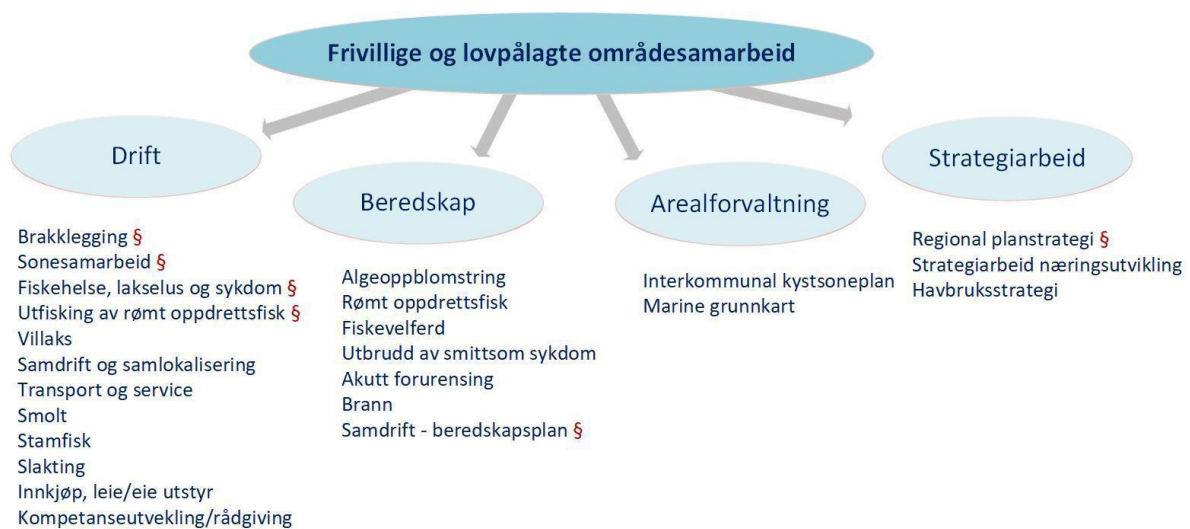 Frivillige og lovpålagte områdesamarbeid
Drift
Brakklegging §
Sonesamarbeid §
Fiskehelse, lakselus og sykdom §
Utfisking av rømt oppdrettsfisk §
Villaks
Samdrift og samlokalisering
Transport og service
Smolt
Stamfisk
Slakting
Innkjøp, leie/eie utstyr
Kompetanseutvekling/rådgiving
Beredskap
Algeoppblomstring
Rømt oppdrettsfisk
Fiskevelferd
Utbrudd av smittsom sykdom
Akutt forurensing
Brann
Samdrift - beredskapsplan §
Arealforvaltning
Interkommunal kystsoneplan
Marine grunnkart
Strategiarbeid
Regional planstrategi §
Strategiarbeid næringsutvikling
Havbruksstrategi